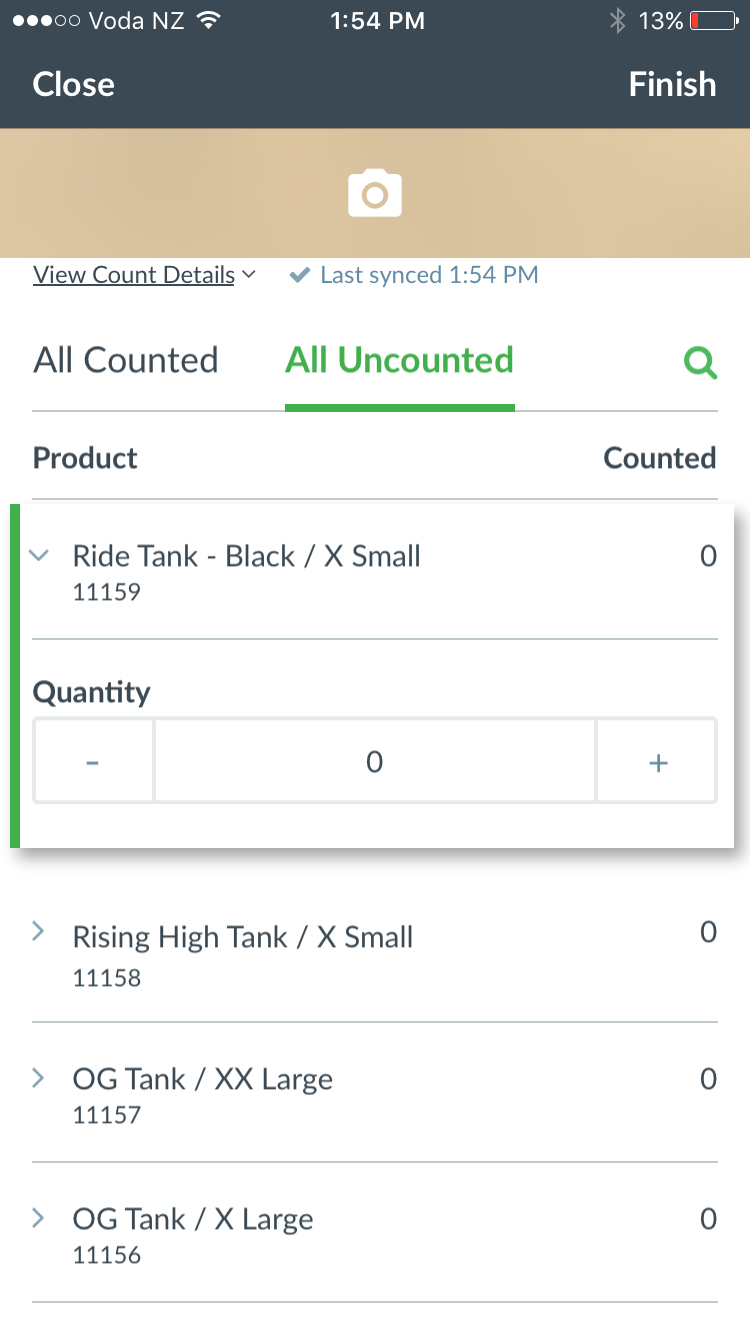 Voda NZ 1:54 PM 13%
Close Finish
View Count Details Last synced 1:54 PM
All Counted All Uncounted
Product Counted
Ride Tank - Black / X Small 0
11159
Quantity
- 0 +
Rising High Tank / X Small 0
11158
OG Tank / XX Large 0
11157
OG Tank / X Large 0
11156